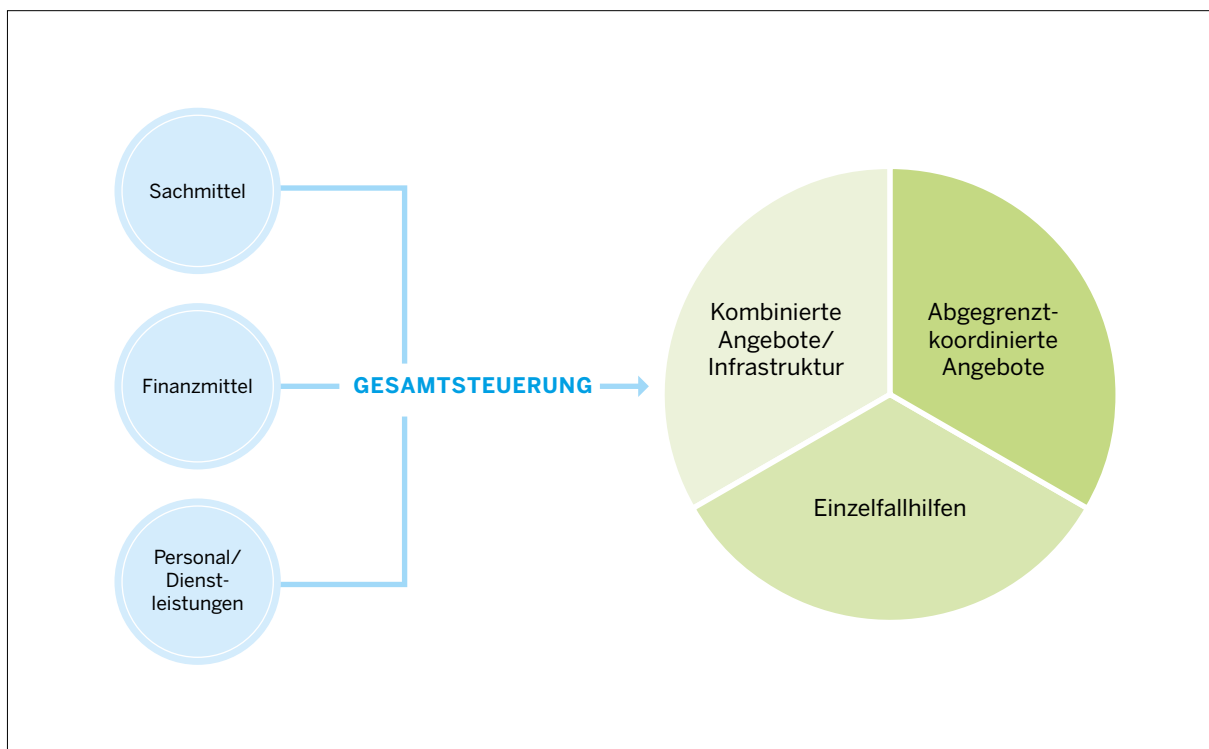 Sachmittel
Finanzmittel
Personal/
Dienst-
leistungen
GESAMTSTEUERUNG
Kombinierte
Angebote/
Infrastruktur
Abgegrenzt-
koordinierte
Angebote
Einzelfallhilfen